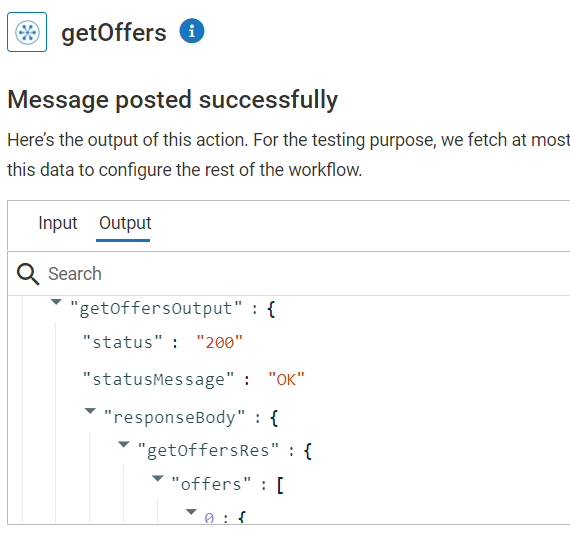 getOffers i
Message posted successfully
Here's the output of this action. For the testing purpose, we fetch at most
this data to configure the rest of the workflow.
Input Output
Search
"getOffersOutput" : {
"status" : "200"
"statusMessage" : "OK"
"responseBody" : {
"getOffersRes" : {
"offers" : [
0 : {